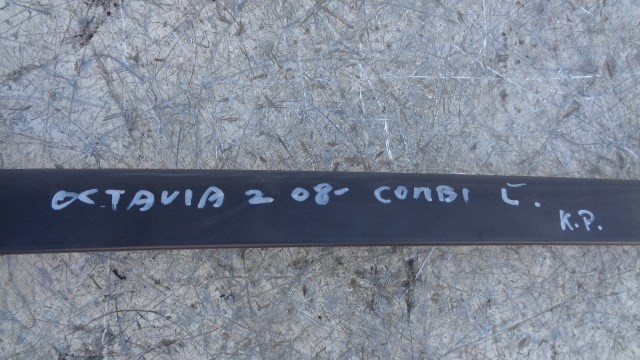 OCTAVIA 2 08- COMBI Ľ.
K.P.